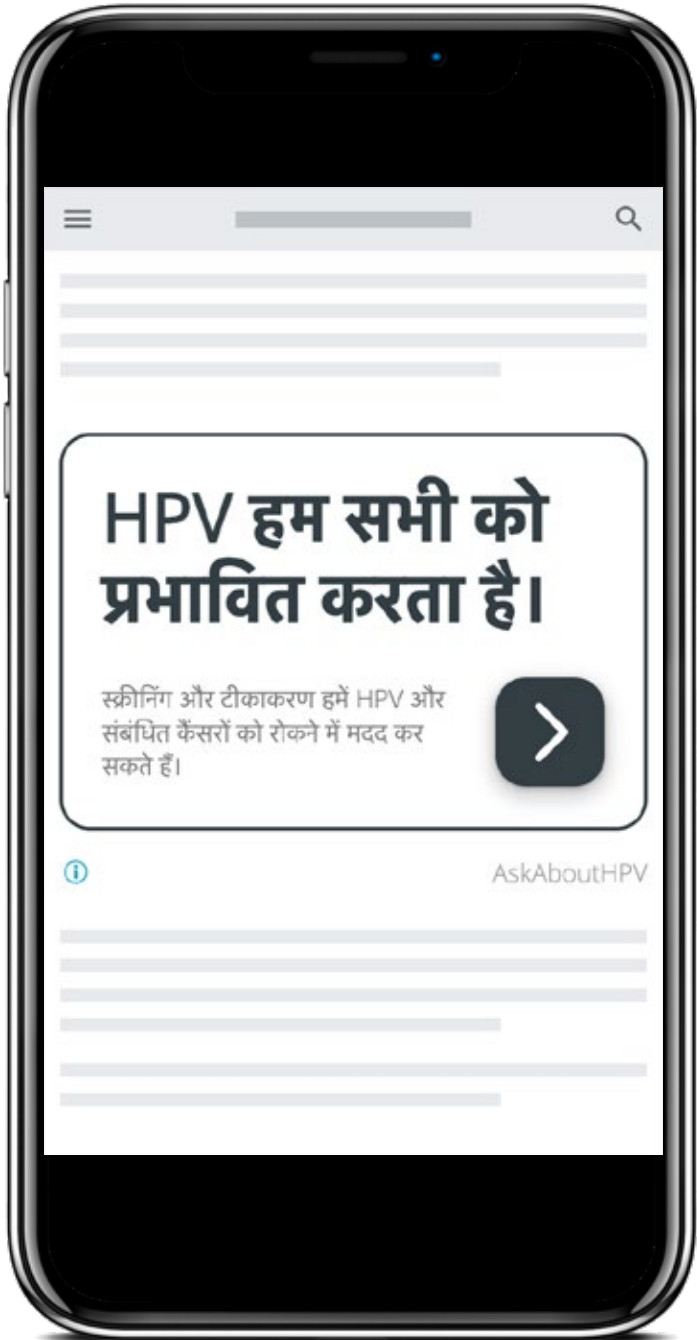 HPV हम सभी को
प्रभावित करता है।
स्क्रीनिंग और टीकाकरण हमें HPV और
संबंधित कैंसरों को रोकने में मदद कर
सकते हैं।
AskAboutHPV